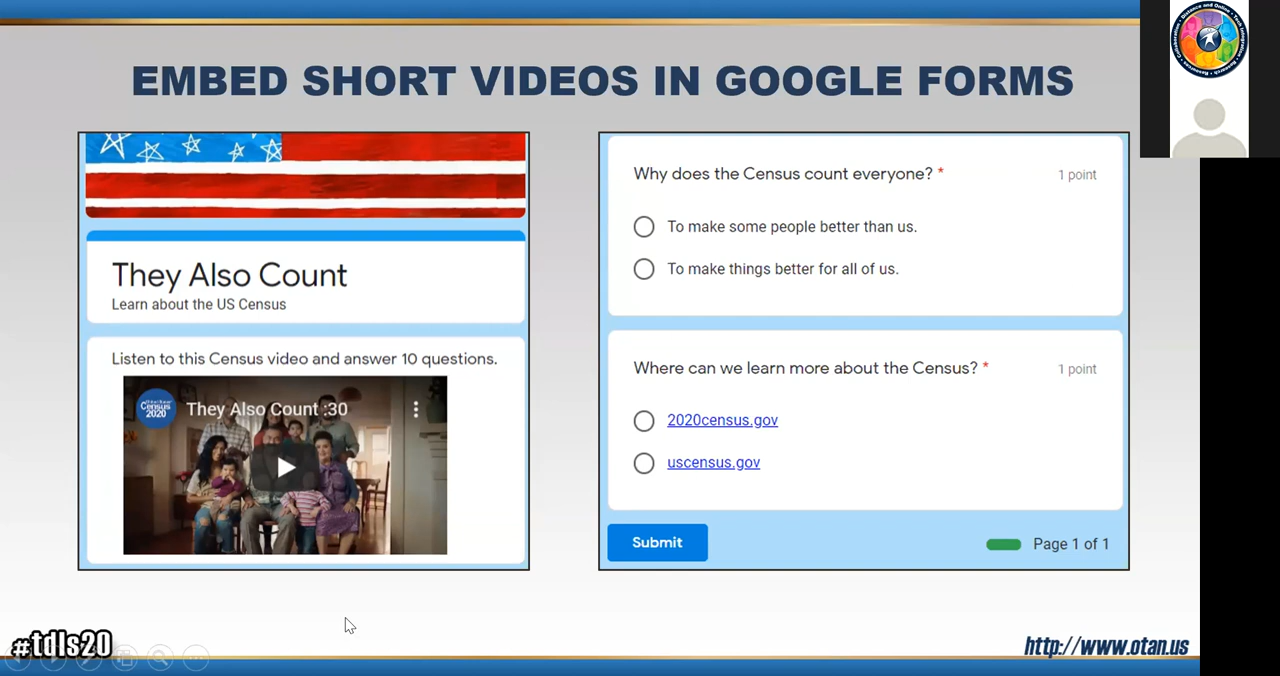 EMBED SHORT VIDEOS IN GOOGLE FORMS
They Also Count
Learn about the US Census
Listen to this Census video and answer 10 questions.
Census
2020
They Also Count :30
Why does the Census count everyone? *
1 point
To make some people better than us.
To make things better for all of us.
Where can we learn more about the Census? *
1 point
2020census.gov
uscensus.gov
Submit
Page 1 of 1
#tdls20
http://www.otan.us